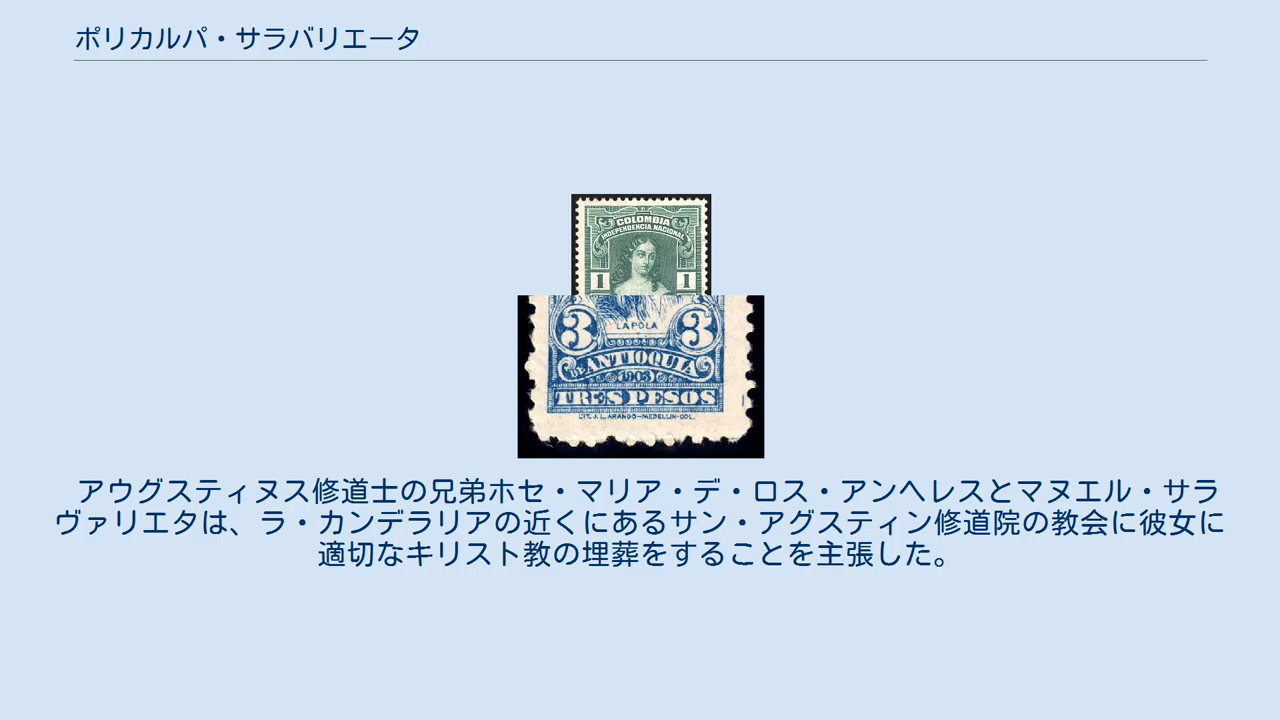 ポリカルパ・サラバリエータ
COLOMBIA
INDEPENDENCIA NACIONAL
1 1
LA POLA
3 3
DE ANTIOQUIA
1903
TRES PESOS
LIT. J. L. ARANGO-MEDELLIN-COL.
アウグスティヌス修道士の兄弟ホセ・マリア・デ・ロス・アンヘレスとマヌエル・サラ
ヴァリエタは、ラ・カンデラリアの近くにあるサン・アグスティン修道院の教会に彼女に
適切なキリスト教の埋葬をすることを主張した。